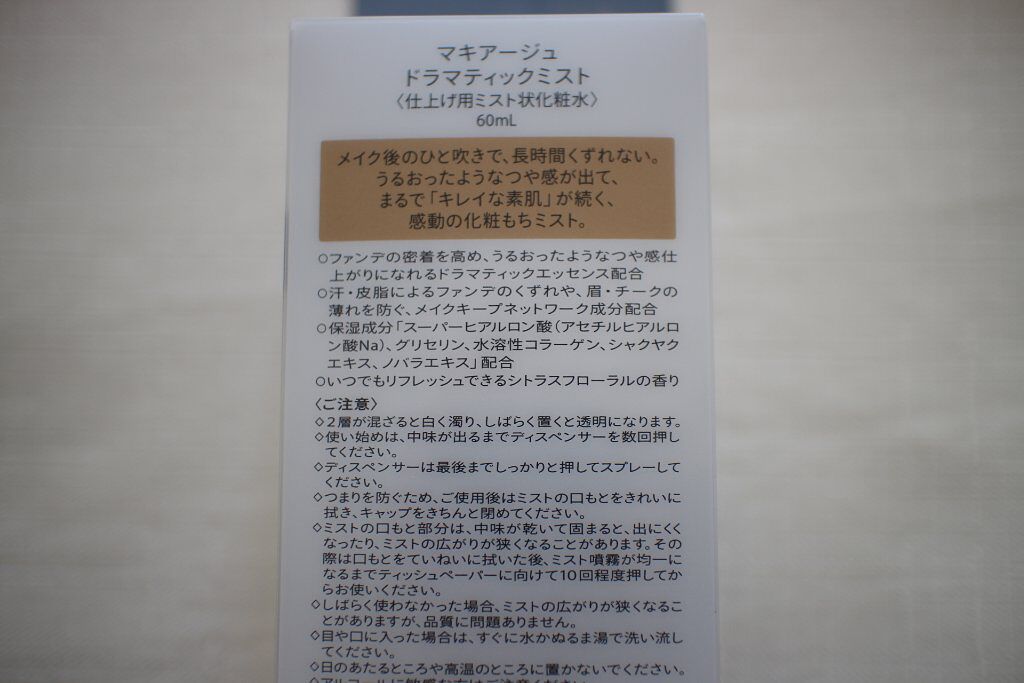 マキアージュ
ドラマティックミスト
〈仕上げ用ミスト状化粧水〉
60mL
メイク後のひと吹きで、長時間くずれない。
うるおったようなつや感が出て、
まるで「キレイな素肌」が続く、
感動の化粧もちミスト。
○ファンデの密着を高め、うるおったようなつや感仕
上がりになれるドラマティックエッセンス配合
○汗・皮脂によるファンデのくずれや、眉・チークの
薄れを防ぐ、メイクキープネットワーク成分配合
○保湿成分「スーパーヒアルロン酸（アセチルヒアルロ
ン酸Na）、グリセリン、水溶性コラーゲン、シャクヤク
エキス、ノバラエキス」配合
○いつでもリフレッシュできるシトラスフローラルの香り
〈ご注意〉
◇2層が混ざると白く濁り、しばらく置くと透明になります。
◇使い始めは、中味が出るまでディスペンサーを数回押し
てください。
◇ディスペンサーは最後までしっかりと押してスプレーして
ください。
◇つまりを防ぐため、ご使用後はミストの口もとをきれいに
拭き、キャップをきちんと閉めてください。
◇ミストの口もと部分は、中味が乾いて固まると、出にくく
なったり、ミストの広がりが狭くなることがあります。その
際は口もとをていねいに拭いた後、ミスト噴霧が均一に
なるまでティッシュペーパーに向けて10回程度押してか
らお使いください。
◇しばらく使わなかった場合、ミストの広がりが狭くなるこ
とがありますが、品質に問題ありません。
◇目や口に入った場合は、すぐに水かぬるま湯で洗い流し
てください。
◇日のあたるところや高温のところに置かないでください。